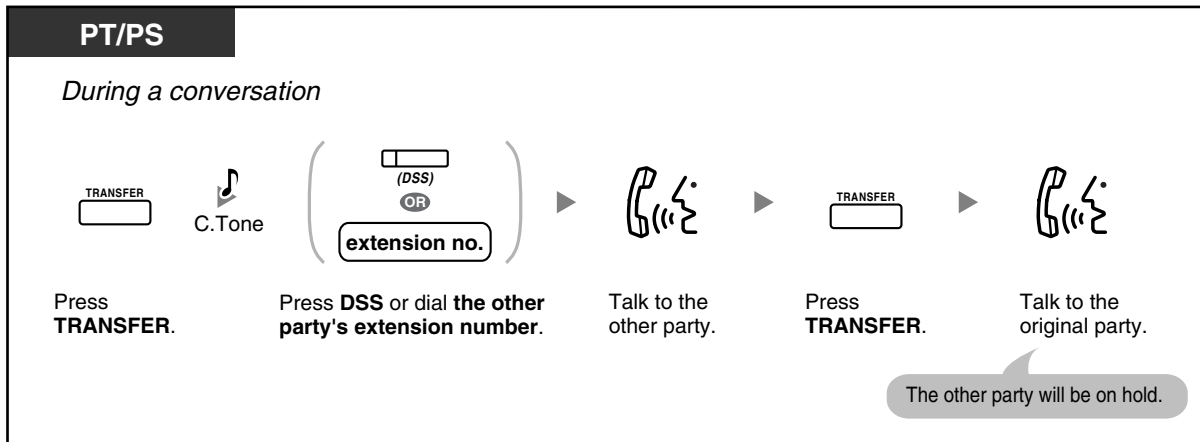 PT/PS
During a conversation
TRANSFER
C.Tone
(DSS)
OR
extension no.
TRANSFER
Press
TRANSFER.
Press DSS or dial the other
party's extension number.
Talk to the
other party.
Press
TRANSFER.
Talk to the
original party.
The other party will be on hold.